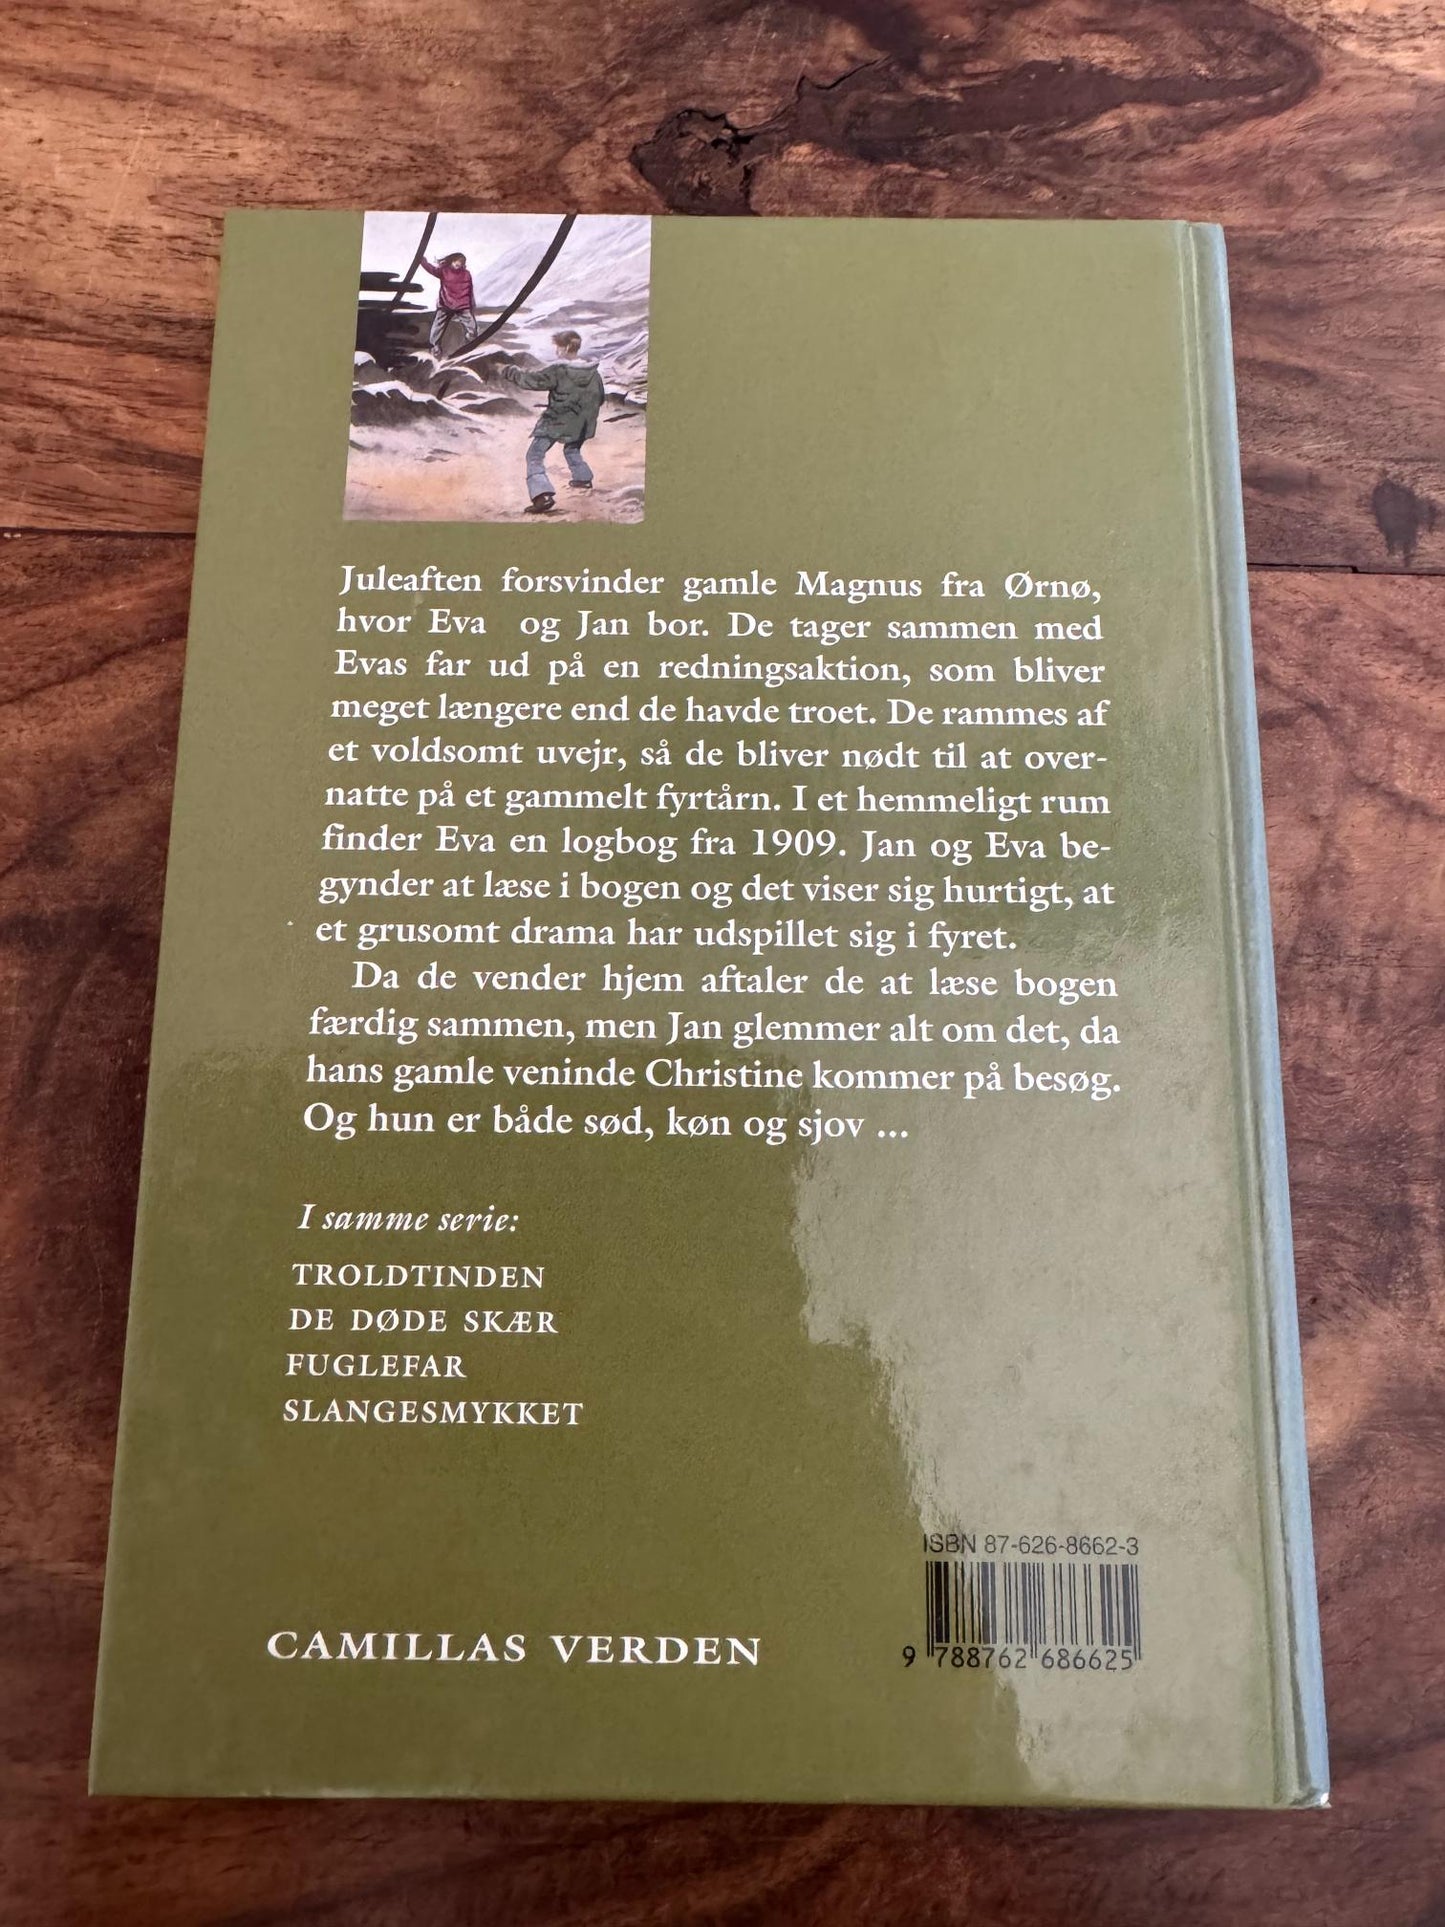 Juleaften forsvinder gamle Magnus fra Ørnø,
hvor Eva og Jan bor. De tager sammen med
Evas far ud på en redningsaktion, som bliver
meget længere end de havde troet. De rammes af
et voldsomt uvejr, så de bliver nødt til at over-
natte på et gammelt fyrtårn. I et hemmeligt rum
finder Eva en logbog fra 1909. Jan og Eva be-
gynder at læse i bogen og det viser sig hurtigt, at
et grusomt drama har udspillet sig i fyret.
Da de vender hjem aftaler de at læse bogen
færdig sammen, men Jan glemmer alt om det, da
hans gamle veninde Christine kommer på besøg.
Og hun er både sød, køn og sjov ...
I samme serie:
TROLDTINDEN
DE DØDE SKÆR
FUGLEFAR
SLANGESMYKKET
ISBN 87-626-8662-3
9 788762 686625
CAMILLAS VERDEN